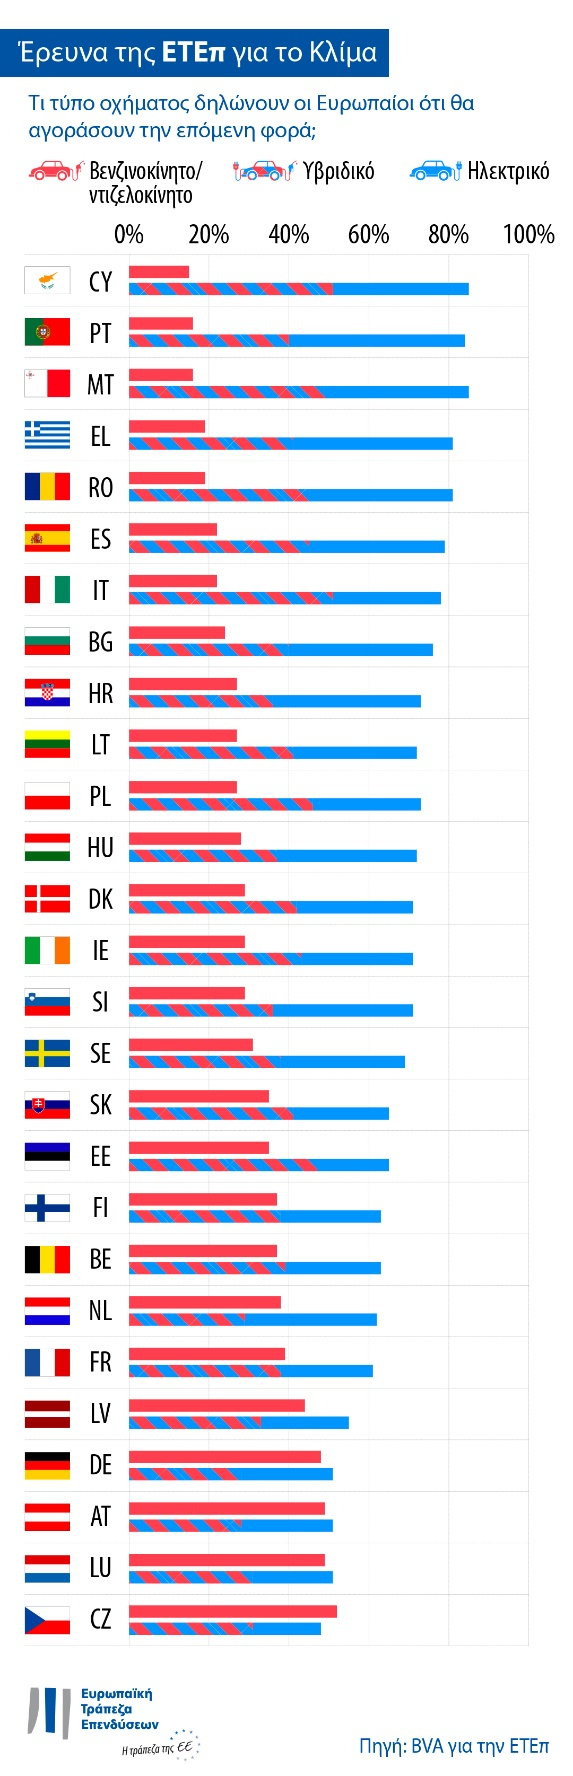 Έρευνα της ΕΤΕπ για το Κλίμα
Τι τύπο οχήματος δηλώνουν οι Ευρωπαίοι ότι θα
αγοράσουν την επόμενη φορά;
Βενζινοκίνητο/
ντιζελοκίνητο
Υβριδικό
Ηλεκτρικό
0% 20% 40% 60% 80% 100%
CY
PT
MT
EL
RO
ES
IT
BG
HR
LT
PL
HU
DK
IE
SI
SE
SK
EE
FI
BE
NL
FR
LV
DE
AT
LU
CZ
Ευρωπαϊκή
Τράπεζα
Επενδύσεων
Η τράπεζα της ΕΕ
Πηγή: BVA για την ΕΤΕπ